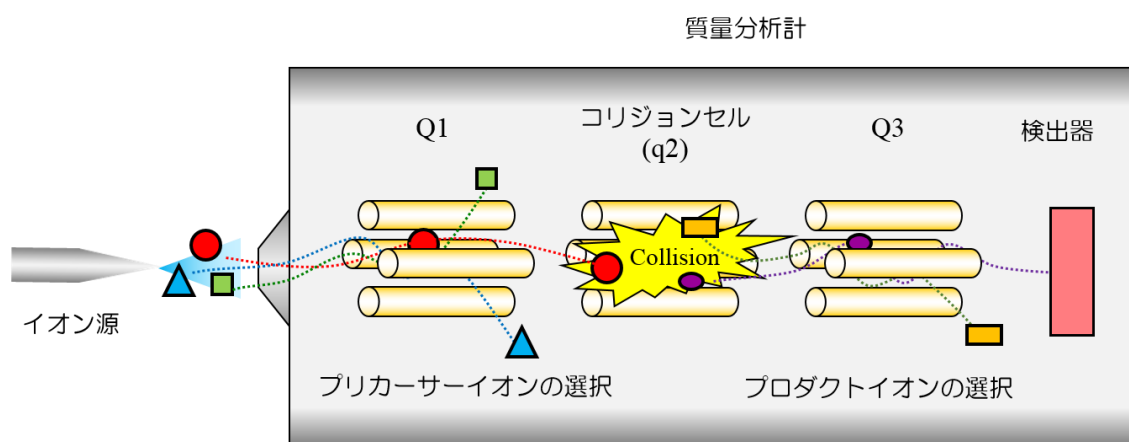 質量分析計
Q1
コリジョンセル
(q2)
Q3
検出器
Collision
イオン源
プリカーサーイオンの選択
プロダクトイオンの選択